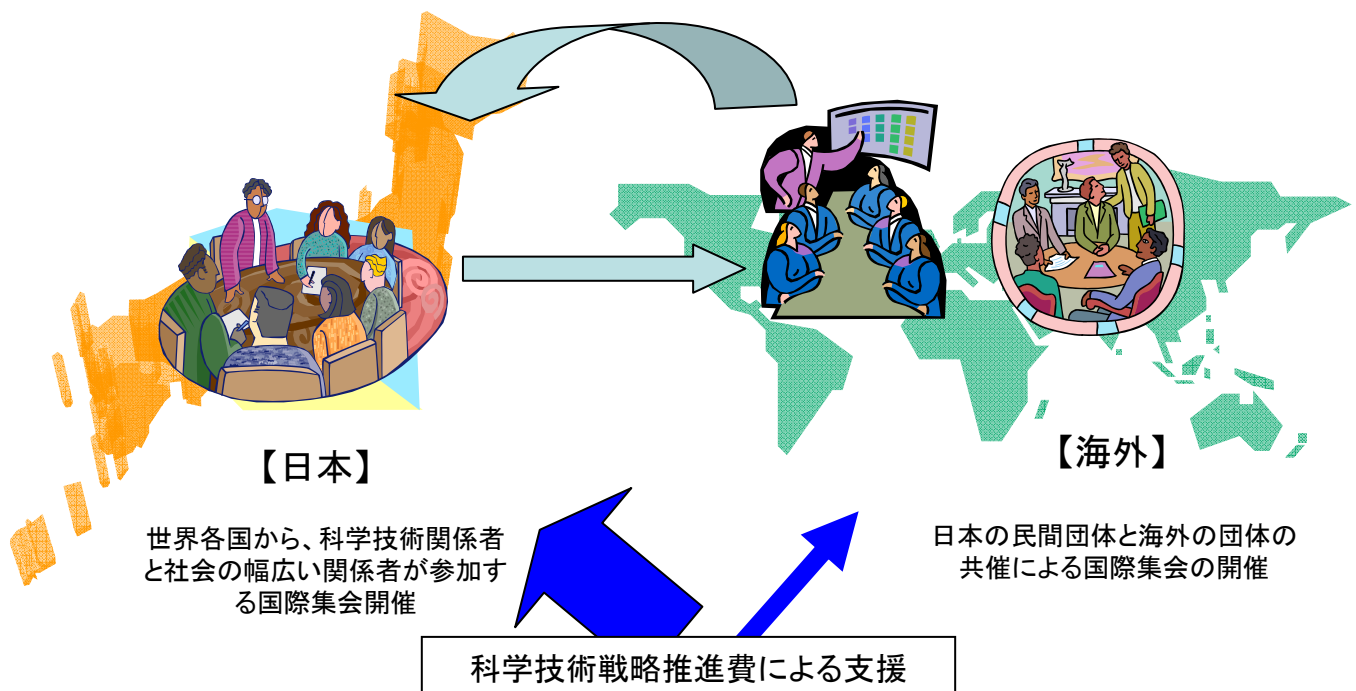 【日本】
世界各国から、科学技術関係者
と社会の幅広い関係者が参加す
る国際集会開催
【海外】
日本の民間団体と海外の団体の
共催による国際集会の開催
科学技術戦略推進費による支援